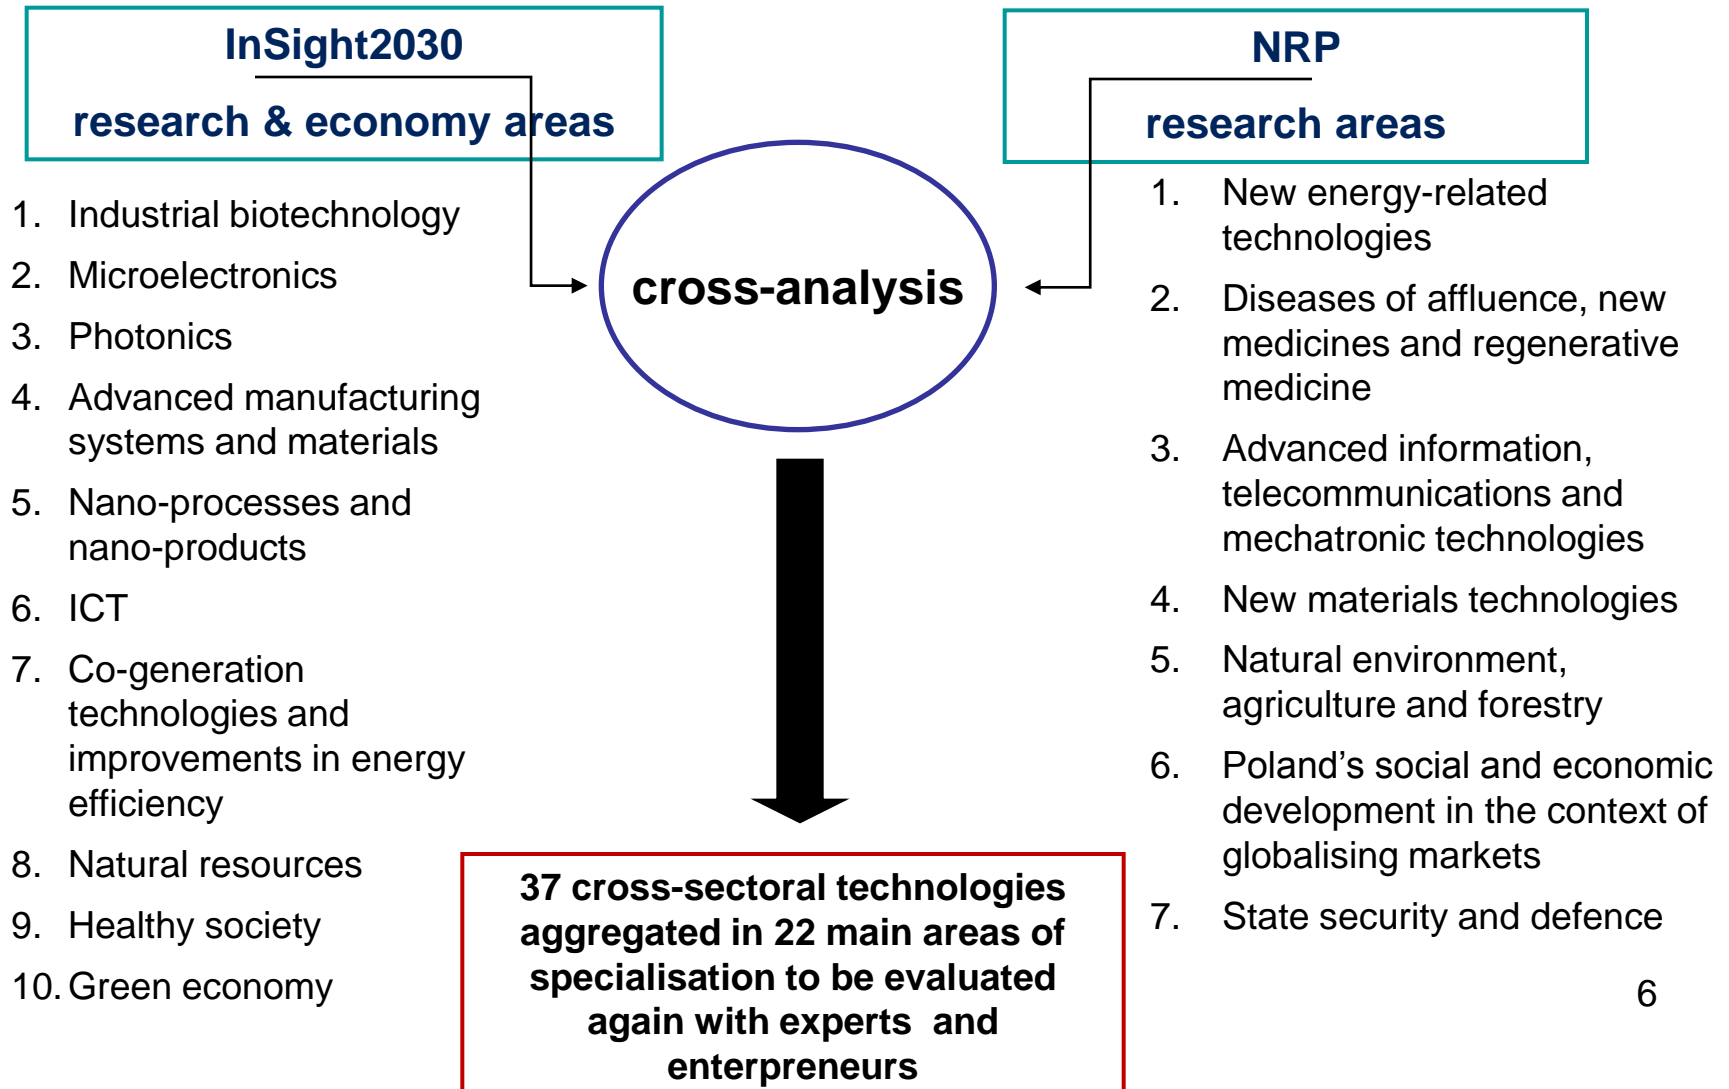 InSight2030
research & economy areas
NRP
research areas
1. Industrial biotechnology
2. Microelectronics
3. Photonics
4. Advanced manufacturing
systems and materials
5. Nano-processes and
nano-products
6. ICT
7. Co-generation
technologies and
improvements in energy
efficiency
8. Natural resources
9. Healthy society
10. Green economy
cross-analysis
37 cross-sectoral technologies
aggregated in 22 main areas of
specialisation to be evaluated
again with experts and
enterpreneurs
1. New energy-related
technologies
2. Diseases of affluence, new
medicines and regenerative
medicine
3. Advanced information,
telecommunications and
mechatronic technologies
4. New materials technologies
5. Natural environment,
agriculture and forestry
6. Poland’s social and economic
development in the context of
globalising markets
7. State security and defence
6